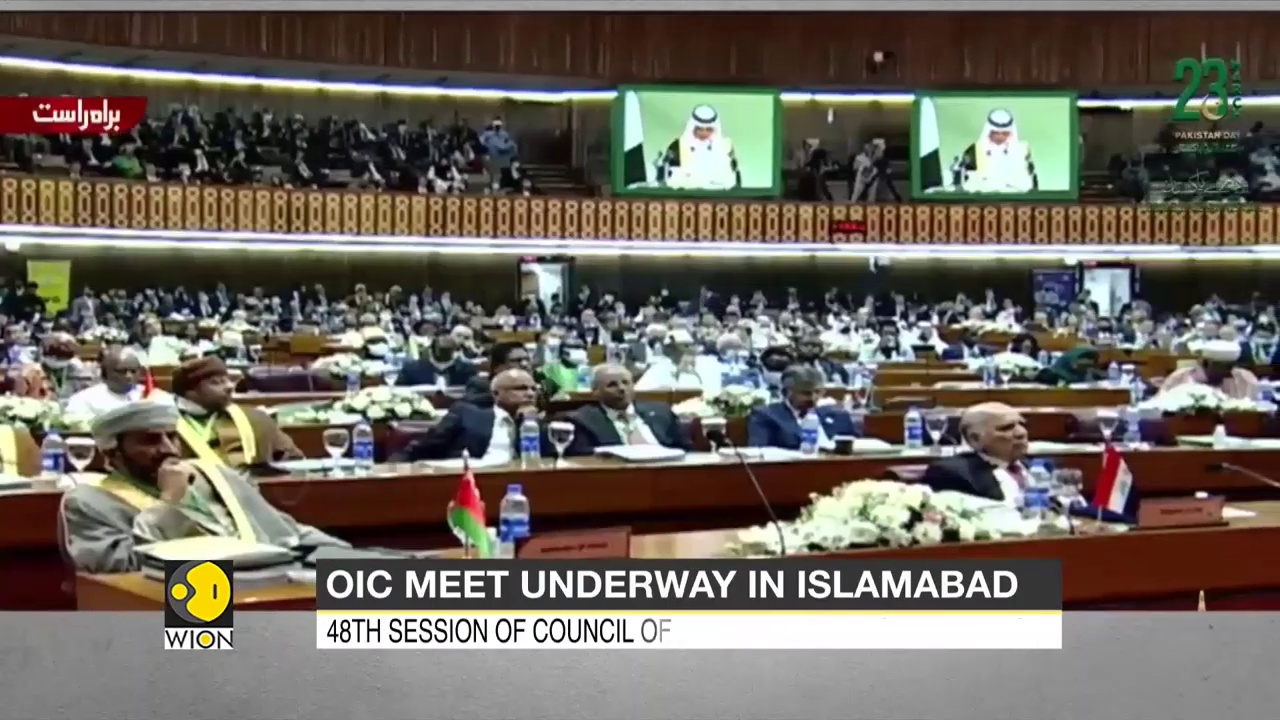 براہ راست
23
PAKISTAN DAY
OIC MEET UNDERWAY IN ISLAMABAD
48TH SESSION OF COUNCIL OF
WION